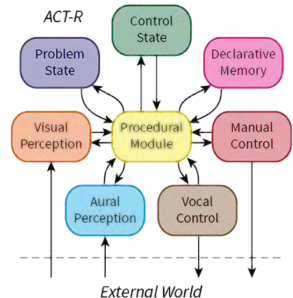 ACT-R
Control
State
Problem
State
Declarative
Memory
Visual
Perception
Procedural
Module
Manual
Control
Aural
Perception
Vocal
Control
External World